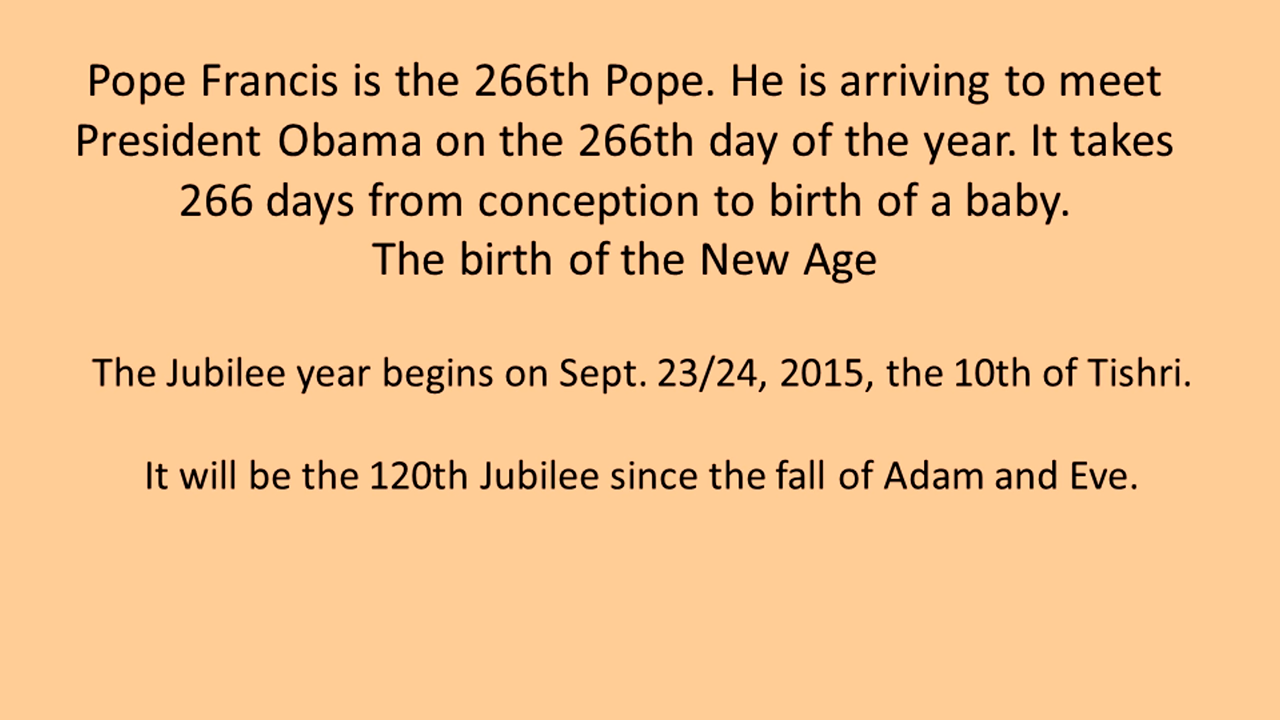 Pope Francis is the 266th Pope. He is arriving to meet
President Obama on the 266th day of the year. It takes
266 days from conception to birth of a baby.
The birth of the New Age
The Jubilee year begins on Sept. 23/24, 2015, the 10th of Tishri.
It will be the 120th Jubilee since the fall of Adam and Eve.